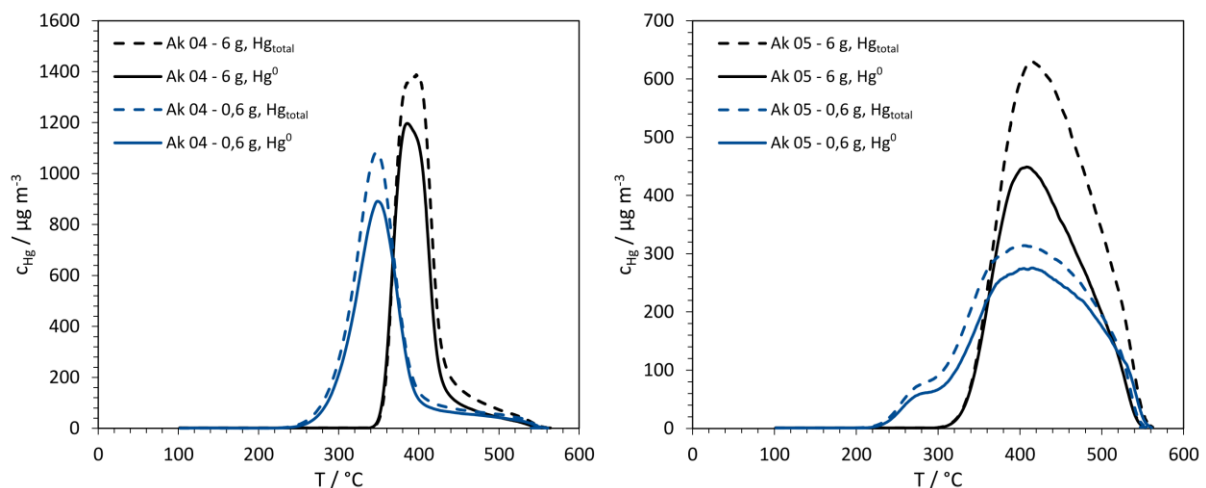 1600
1400
1200
1000
800
600
400
200
0
c_Hg / µg m⁻³
Ak 04 - 6 g, Hg_total
Ak 04 - 6 g, Hg⁰
Ak 04 - 0,6 g, Hg_total
Ak 04 - 0,6 g, Hg⁰
0 100 200 300 400 500 600
T / °C
700
600
500
400
300
200
100
0
c_Hg / µg m⁻³
Ak 05 - 6 g, Hg_total
Ak 05 - 6 g, Hg⁰
Ak 05 - 0,6 g, Hg_total
Ak 05 - 0,6 g, Hg⁰
0 100 200 300 400 500 600
T / °C